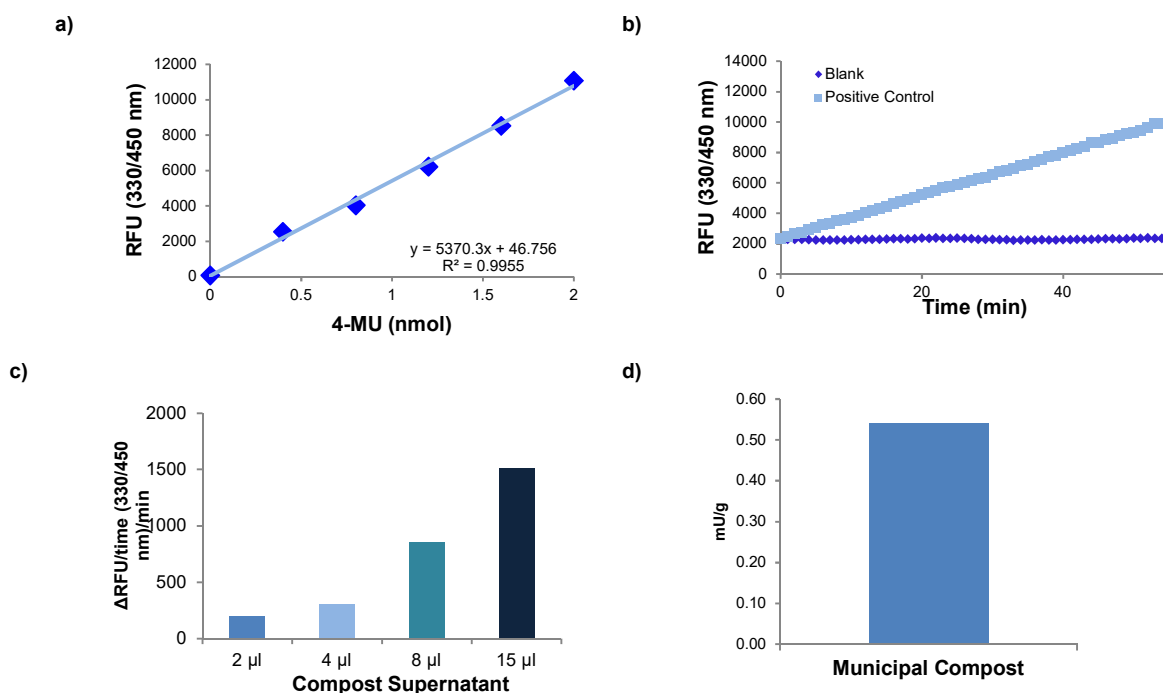 a)
RFU (330/450 nm)
12000
10000
8000
6000
4000
2000
0
0
0.5
1
1.5
2
y = 5370.3x + 46.756
R² = 0.9955
4-MU (nmol)
b)
RFU (330/450 nm)
14000
12000
10000
8000
6000
4000
2000
0
Blank
Positive Control
0
20
40
Time (min)
c)
ΔRFU/time (330/450
nm)/min
2000
1500
1000
500
0
2 µl
4 µl
8 µl
15 µl
Compost Supernatant
d)
mU/g
0.60
0.50
0.40
0.30
0.20
0.10
0.00
Municipal Compost